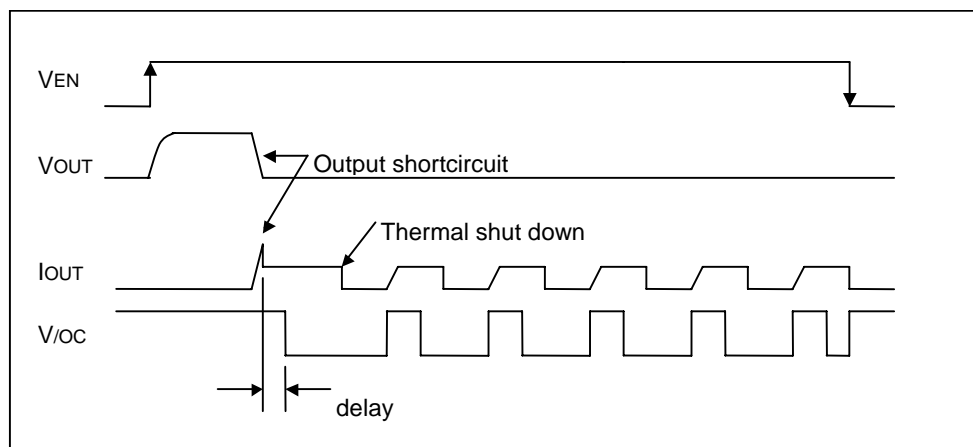 VEN
VOUT
Output shortcircuit
Thermal shut down
IOUT
V/OC
delay